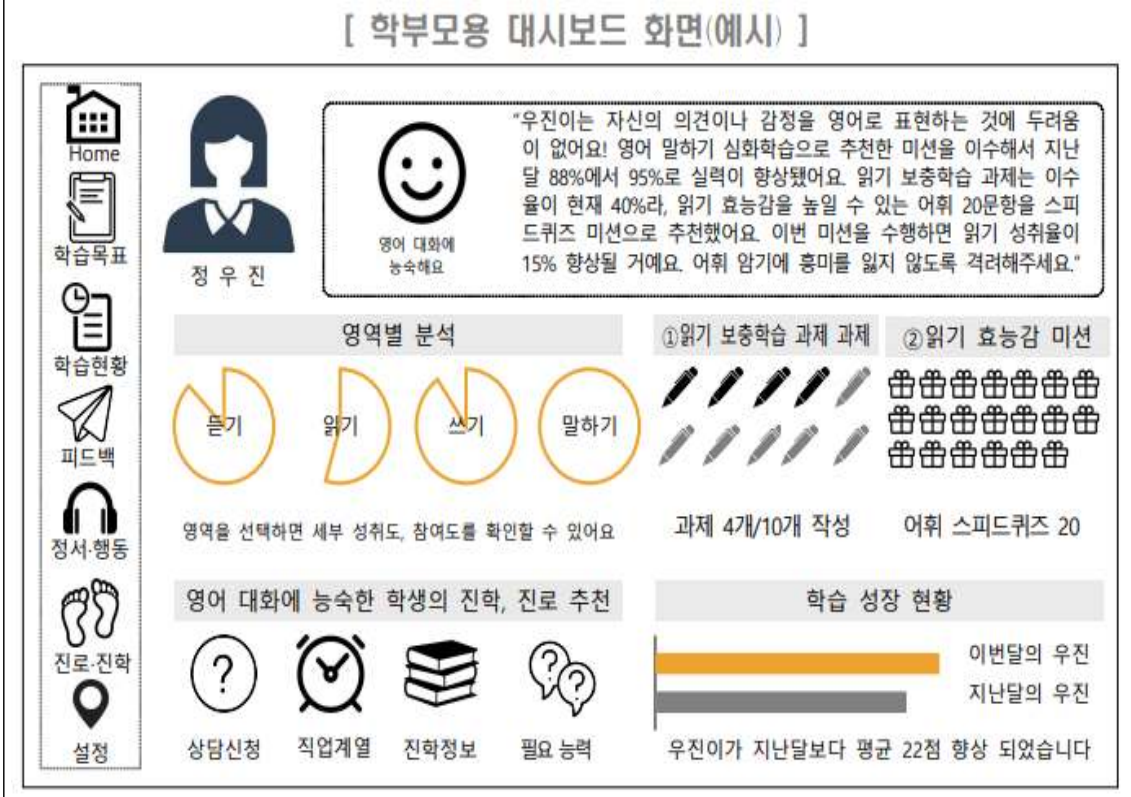 [ 학부모용 대시보드 화면(예시) ]
Home
학습목표
학습현황
피드백
정서·행동
진로·진학
설정
정 우 진
영어 대화에
능숙해요
"우진이는 자신의 의견이나 감정을 영어로 표현하는 것에 두려움
이 없어요! 영어 말하기 심화학습으로 추천한 미션을 이수해서 지난
달 88%에서 95%로 실력이 향상됐어요. 읽기 보충학습 과제는 이수
율이 현재 40%라, 읽기 효능감을 높일 수 있는 어휘 20문항을 스피
드퀴즈 미션으로 추천했어요. 이번 미션을 수행하면 읽기 성취율이
15% 향상될 거예요. 어휘 암기에 흥미를 잃지 않도록 격려해주세요."
영역별 분석
듣기
읽기
쓰기
말하기
영역을 선택하면 세부 성취도, 참여도를 확인할 수 있어요
①읽기 보충학습 과제 과제
과제 4개/10개 작성
②읽기 효능감 미션
어휘 스피드퀴즈 20
영어 대화에 능숙한 학생의 진학, 진로 추천
?
? ?
상담신청
직업계열
진학정보
필요 능력
학습 성장 현황
이번달의 우진
지난달의 우진
우진이가 지난달보다 평균 22점 향상 되었습니다